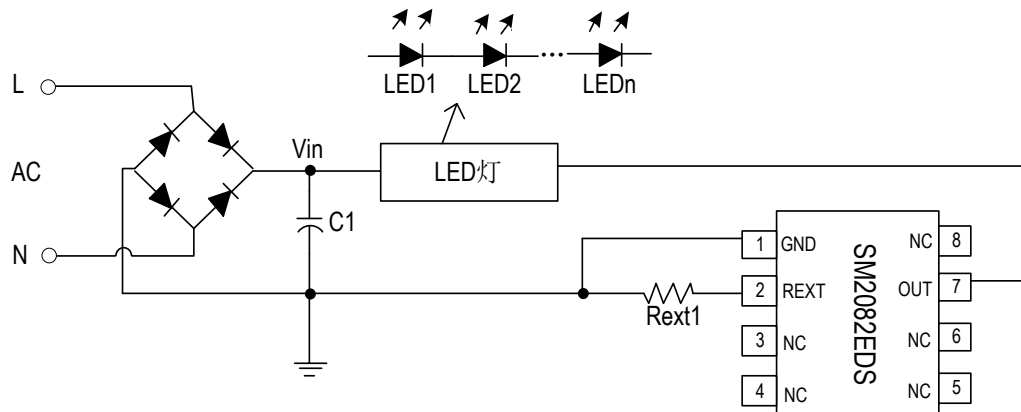 LED1 LED2 ··· LEDn
L
Vin
AC
LED灯
C1
N
1 GND NC 8
SM2082EDS
2 REXT OUT 7
Rext1
3 NC NC 6
4 NC NC 5